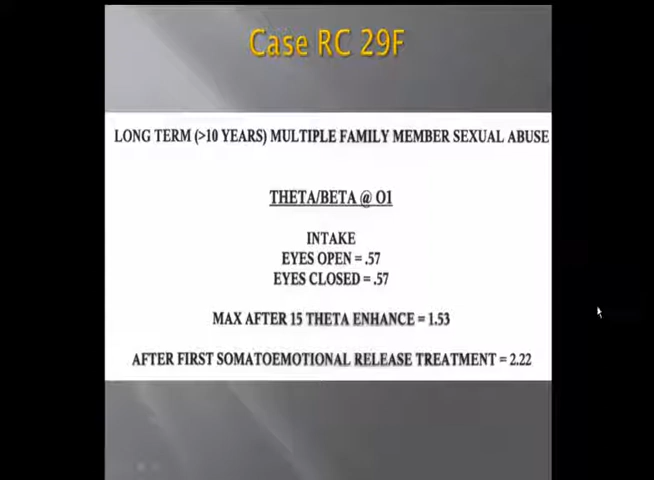 Case RC 29F
LONG TERM (>10 YEARS) MULTIPLE FAMILY MEMBER SEXUAL ABUSE
THETA/BETA @ O1
INTAKE
EYES OPEN = .57
EYES CLOSED = .57
MAX AFTER 15 THETA ENHANCE = 1.53
AFTER FIRST SOMATOEMOTIONAL RELEASE TREATMENT = 2.22